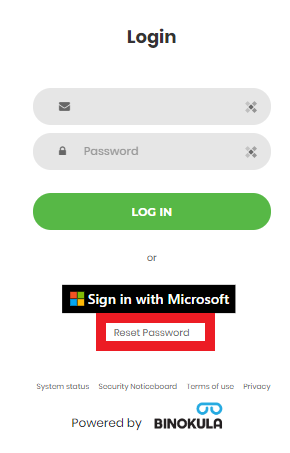 Login
Password
LOG IN
or
Sign in with Microsoft
Reset Password
System status Security Noticeboard Terms of use Privacy
Powered by BINOKULA